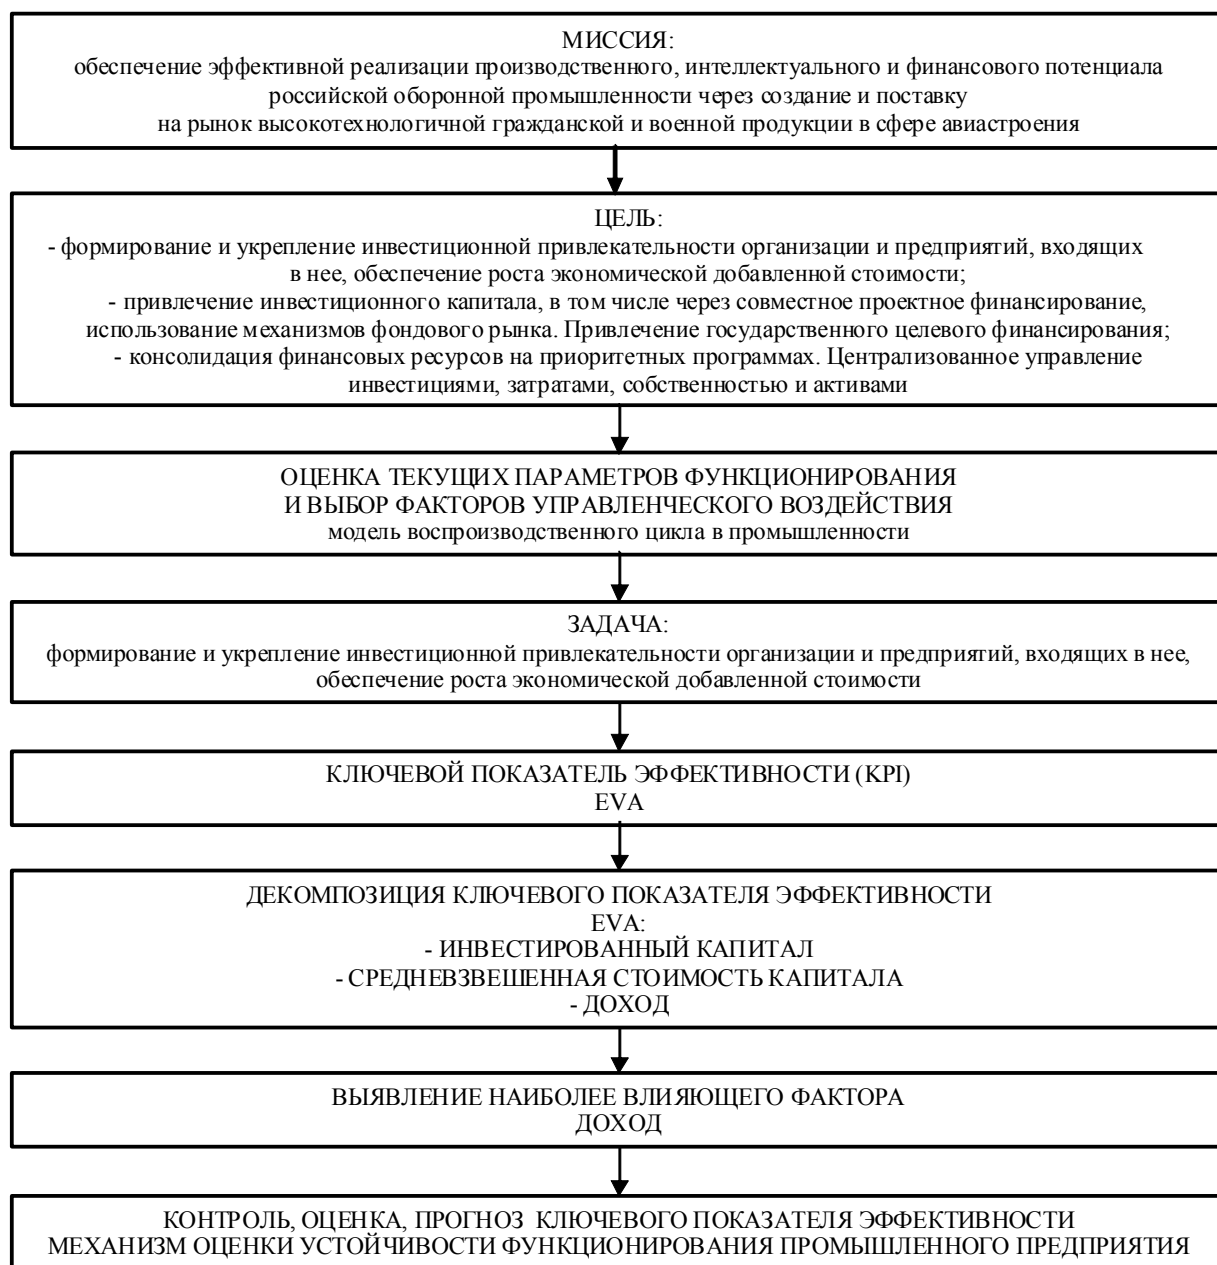 МИССИЯ:
обеспечение эффективной реализации производственного, интеллектуального и финансового потенциала
российской оборонной промышленности через создание и поставку
на рынок высокотехнологичной гражданской и военной продукции в сфере авиастроения
ЦЕЛЬ:
- формирование и укрепление инвестиционной привлекательности организации и предприятий, входящих
в нее, обеспечение роста экономической добавленной стоимости;
- привлечение инвестиционного капитала, в том числе через совместное проектное финансирование,
использование механизмов фондового рынка. Привлечение государственного целевого финансирования;
- консолидация финансовых ресурсов на приоритетных программах. Централизованное управление
инвестициями, затратами, собственностью и активами
ОЦЕНКА ТЕКУЩИХ ПАРАМЕТРОВ ФУНКЦИОНИРОВАНИЯ
И ВЫБОР ФАКТОРОВ УПРАВЛЕНЧЕСКОГО ВОЗДЕЙСТВИЯ
модель воспроизводственного цикла в промышленности
ЗАДАЧА:
формирование и укрепление инвестиционной привлекательности организации и предприятий, входящих в нее,
обеспечение роста экономической добавленной стоимости
КЛЮЧЕВОЙ ПОКАЗАТЕЛЬ ЭФФЕКТИВНОСТИ (KPI)
EVA
ДЕКОМПОЗИЦИЯ КЛЮЧЕВОГО ПОКАЗАТЕЛЯ ЭФФЕКТИВНОСТИ
EVA:
- ИНВЕСТИРОВАННЫЙ КАПИТАЛ
- СРЕДНЕВЗВЕШЕННАЯ СТОИМОСТЬ КАПИТАЛА
- ДОХОД
ВЫЯВЛЕНИЕ НАИБОЛЕЕ ВЛИЯЮЩЕГО ФАКТОРА
ДОХОД
КОНТРОЛЬ, ОЦЕНКА, ПРОГНОЗ КЛЮЧЕВОГО ПОКАЗАТЕЛЯ ЭФФЕКТИВНОСТИ
МЕХАНИЗМ ОЦЕНКИ УСТОЙЧИВОСТИ ФУНКЦИОНИРОВАНИЯ ПРОМЫШЛЕННОГО ПРЕДПРИЯТИЯ